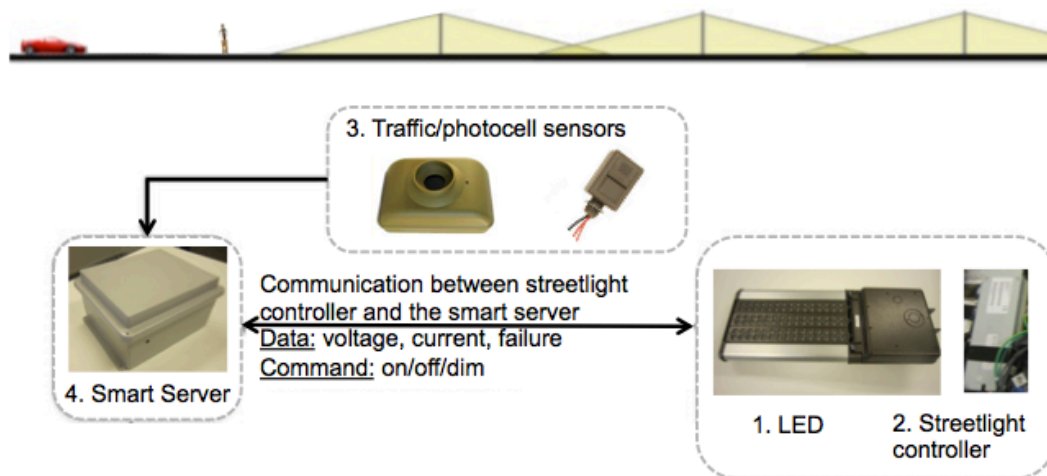 3. Traffic/photocell sensors
Communication between streetlight
controller and the smart server
Data: voltage, current, failure
Command: on/off/dim
4. Smart Server
1. LED
2. Streetlight
controller